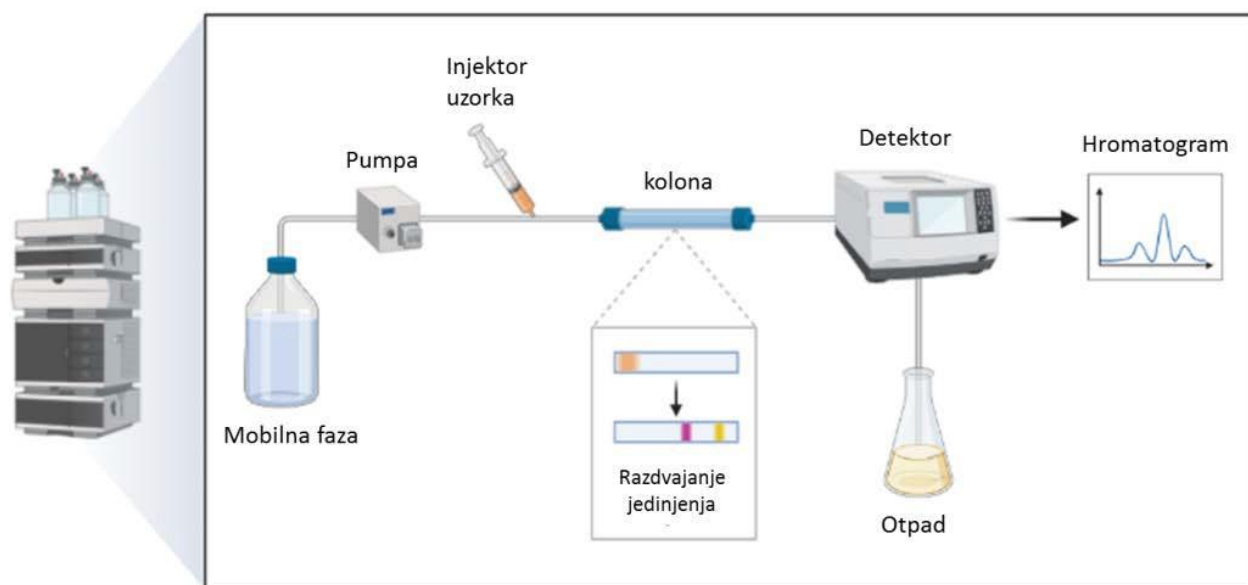 Injektor
uzorka
Pumpa
kolona
Detektor
Hromatogram
Mobilna faza
Razdvajanje
jedinjenja
Otpad